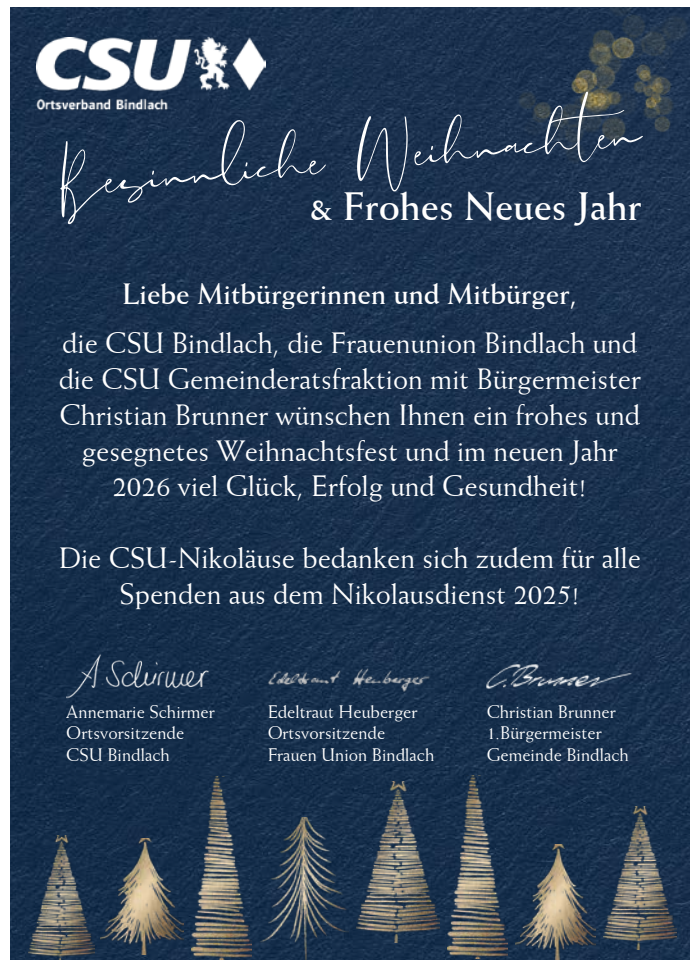 CSU
Ortsverband Bindlach
Besinnliche Weihnachten
& Frohes Neues Jahr
Liebe Mitbürgerinnen und Mitbürger,
die CSU Bindlach, die Frauenunion Bindlach und
die CSU Gemeinderatsfraktion mit Bürgermeister
Christian Brunner wünschen Ihnen ein frohes und
gesegnetes Weihnachtsfest und im neuen Jahr
2026 viel Glück, Erfolg und Gesundheit!
Die CSU-Nikoläuse bedanken sich zudem für alle
Spenden aus dem Nikolausdienst 2025!
A Schirmer
Annemarie Schirmer
Ortsvorsitzende
CSU Bindlach
Edeltraut Heuberger
Edeltraut Heuberger
Ortsvorsitzende
Frauen Union Bindlach
C. Brunner
Christian Brunner
1.Bürgermeister
Gemeinde Bindlach